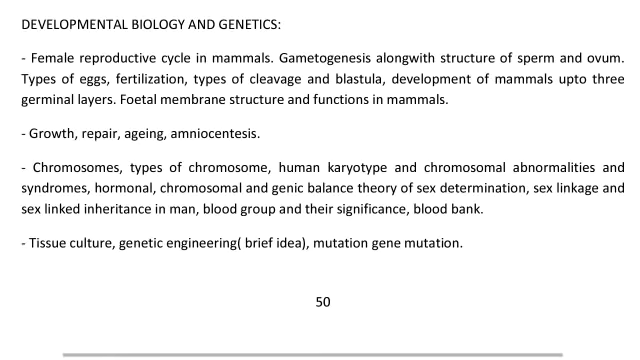 DEVELOPMENTAL BIOLOGY AND GENETICS:
- Female reproductive cycle in mammals. Gametogenesis alongwith structure of sperm and ovum.
Types of eggs, fertilization, types of cleavage and blastula, development of mammals upto three
germinal layers. Foetal membrane structure and functions in mammals.
- Growth, repair, ageing, amniocentesis.
- Chromosomes, types of chromosome, human karyotype and chromosomal abnormalities and
syndromes, hormonal, chromosomal and genic balance theory of sex determination, sex linkage and
sex linked inheritance in man, blood group and their significance, blood bank.
- Tissue culture, genetic engineering( brief idea), mutation gene mutation.
50